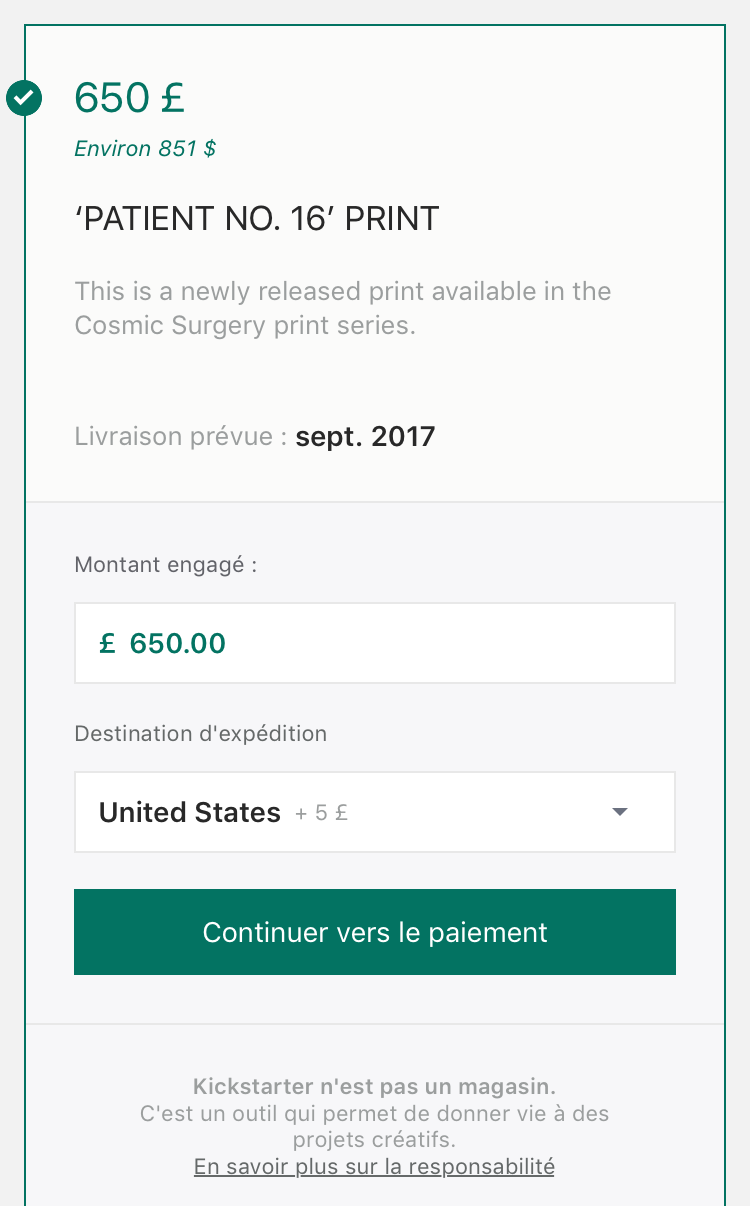 650 £
Environ 851 $
‘PATIENT NO. 16’ PRINT
This is a newly released print available in the
Cosmic Surgery print series.
Livraison prévue : sept. 2017
Montant engagé :
£ 650.00
Destination d'expédition
United States + 5 £
Continuer vers le paiement
Kickstarter n'est pas un magasin.
C'est un outil qui permet de donner vie à des
projets créatifs.
En savoir plus sur la responsabilité